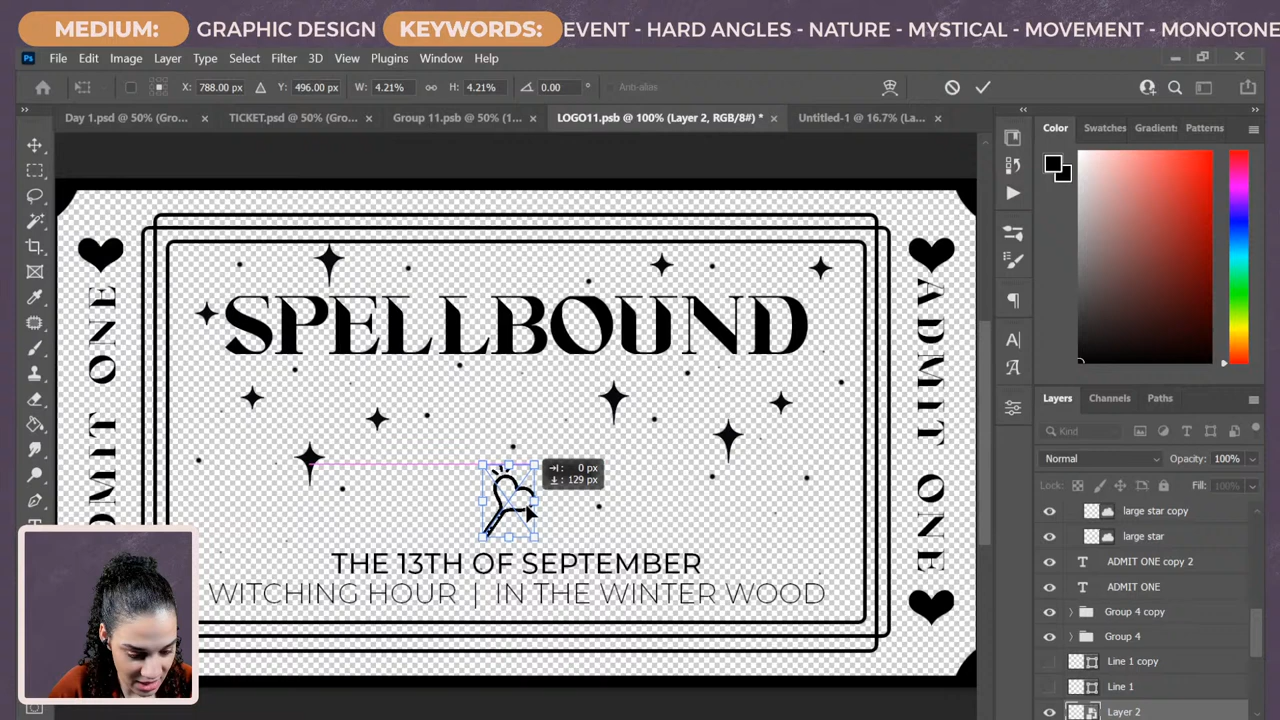 MEDIUM: GRAPHIC DESIGN KEYWORDS: EVENT - HARD ANGLES - NATURE - MYSTICAL - MOVEMENT - MONOTONE
Ps File Edit Image Layer Type Select Filter 3D View Plugins Window Help
X: 788.00 px Y: 496.00 px W: 4.21% H: 4.21% 0.00 ° Anti-alias
Day 1.psd @ 50% (Gro... × TICKET.psd @ 50% (Gro... × Group 11.psb @ 50% (1... × LOGO11.psb @ 100% (Layer 2, RGB/8#) * × Untitled-1 @ 16.7% (La... ×
Color Swatches Gradients Patterns
SPELLBOUND
ADMIT ONE
ADMIT ONE
0 px
129 px
THE 13TH OF SEPTEMBER
WITCHING HOUR | IN THE WINTER WOOD
Layers Channels Paths
Kind
Normal Opacity: 100%
Lock: Fill: 100%
large star copy
large star
ADMIT ONE copy 2
ADMIT ONE
Group 4 copy
Group 4
Line 1 copy
Line 1
Layer 2